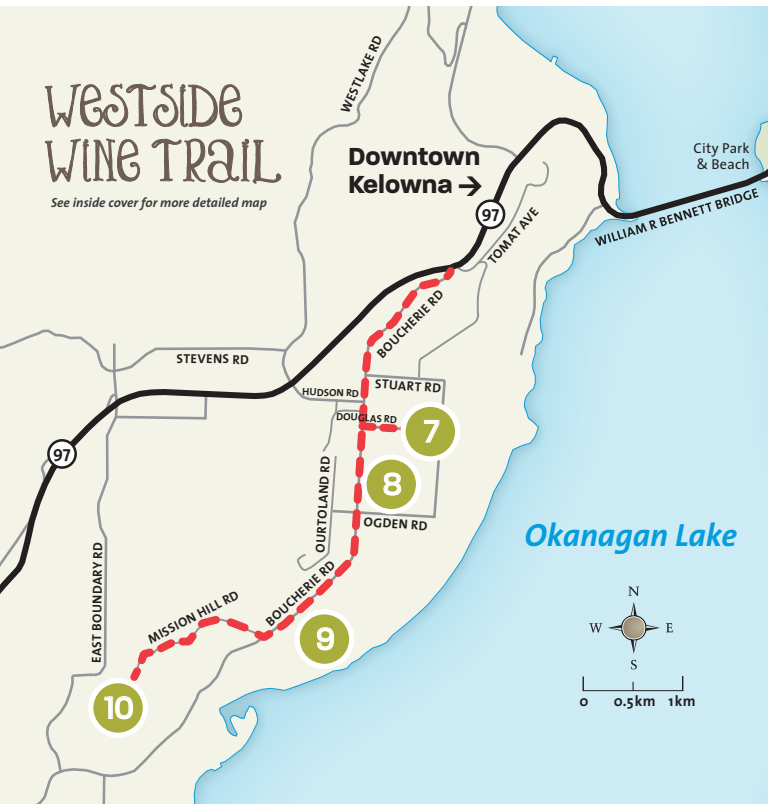 WESTSIDE
WINE TRAIL
See inside cover for more detailed map
WESTLAKE RD
Downtown
Kelowna →
97
City Park
& Beach
WILLIAM R BENNETT BRIDGE
TOMAT AVE
BOUCHERIE RD
STEVENS RD
STUART RD
HUDSON RD
DOUGLAS RD
7
97
8
OURTOLAND RD
OGDEN RD
Okanagan Lake
EAST BOUNDARY RD
MISSION HILL RD
BOUCHERIE RD
9
10
N
W E
S
0 0.5km 1km